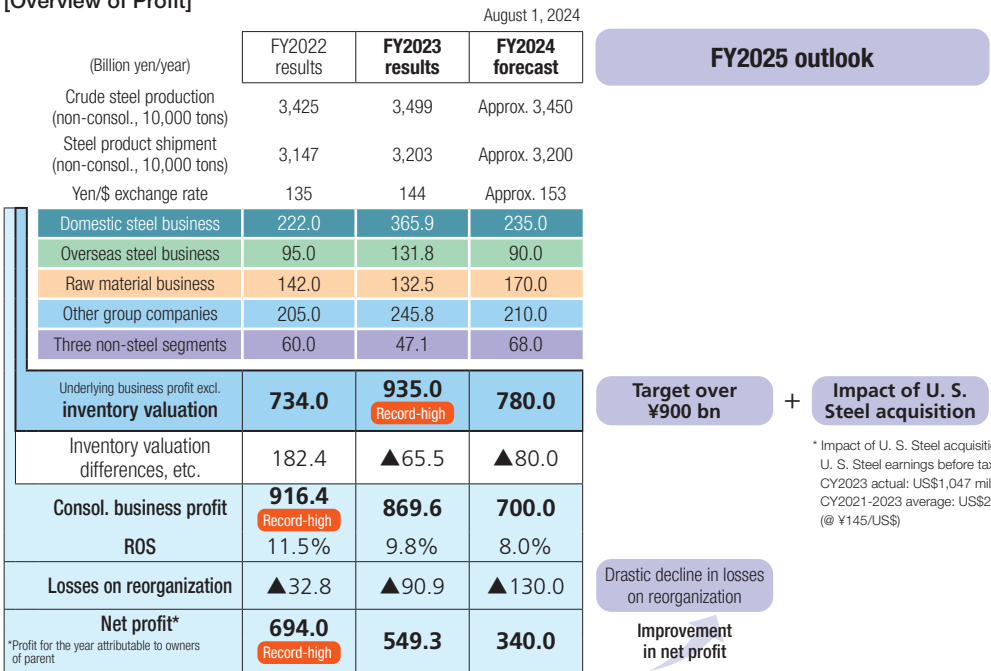 [Overview of Profit]
August 1, 2024
(Billion yen/year)
FY2022
results
FY2023
results
FY2024
forecast
FY2025 outlook
Crude steel production
(non-consol., 10,000 tons)
3,425
3,499
Approx. 3,450
Steel product shipment
(non-consol., 10,000 tons)
3,147
3,203
Approx. 3,200
Yen/$ exchange rate
135
144
Approx. 153
Domestic steel business
222.0
365.9
235.0
Overseas steel business
95.0
131.8
90.0
Raw material business
142.0
132.5
170.0
Other group companies
205.0
245.8
210.0
Three non-steel segments
60.0
47.1
68.0
Underlying business profit excl.
inventory valuation
734.0
935.0
Record-high
780.0
Target over
¥900 bn
+
Impact of U. S.
Steel acquisition
Inventory valuation
differences, etc.
182.4
▲65.5
▲80.0
* Impact of U. S. Steel
U. S. Steel earnings before
CY2023 actual: US$1,047
CY2021-2023 average:
(@ ¥145/US$)
Consol. business profit
916.4
Record-high
869.6
700.0
ROS
11.5%
9.8%
8.0%
Losses on reorganization
▲32.8
▲90.9
▲130.0
Drastic decline in losses
on reorganization
Net profit*
*Profit for the year attributable to owners
of parent
694.0
Record-high
549.3
340.0
Improvement
in net profit